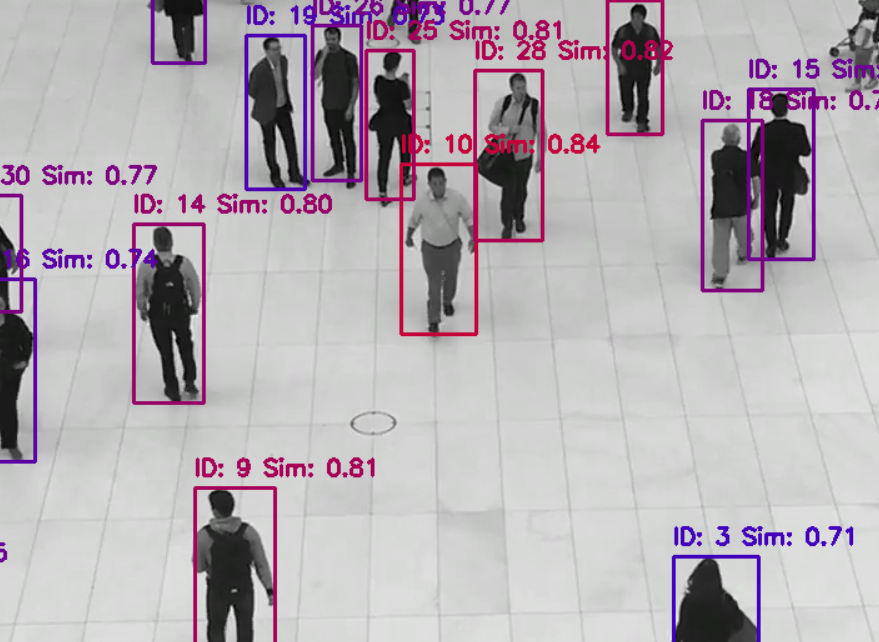 ID: 26 Sim: 0.77
ID: 19 Sim: 0.73
ID: 25 Sim: 0.81
ID: 28 Sim: 0.82
ID: 15 Sim:
ID: 18 Sim: 0.7
ID: 10 Sim: 0.84
30 Sim: 0.77
ID: 14 Sim: 0.80
16 Sim: 0.74
ID: 9 Sim: 0.81
ID: 3 Sim: 0.71